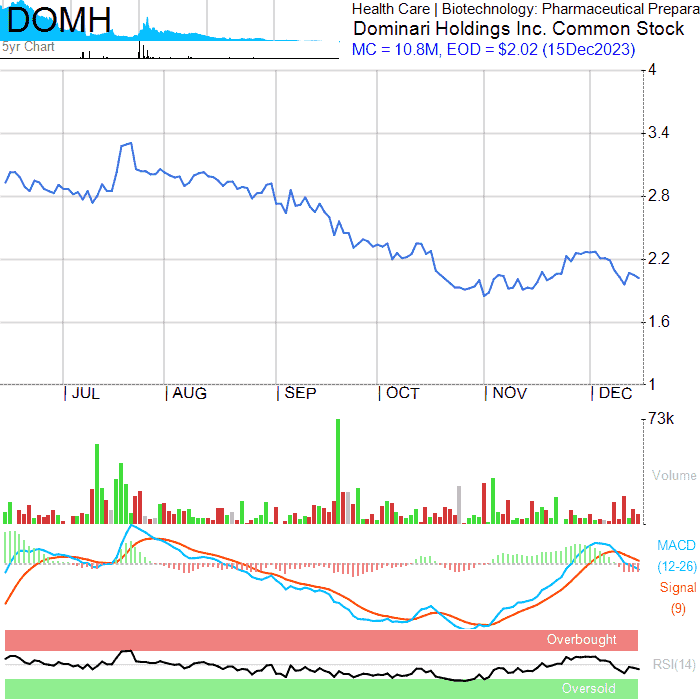 DOMH
5yr Chart
Health Care | Biotechnology: Pharmaceutical Prepara
Dominari Holdings Inc. Common Stock
MC = 10.8M, EOD = $2.02 (15Dec2023)
4
3.4
2.8
2.2
1.6
1
JUL
AUG
SEP
OCT
NOV
DEC
73k
Volume
MACD
(12-26)
Signal
(9)
Overbought
RSI(14)
Oversold